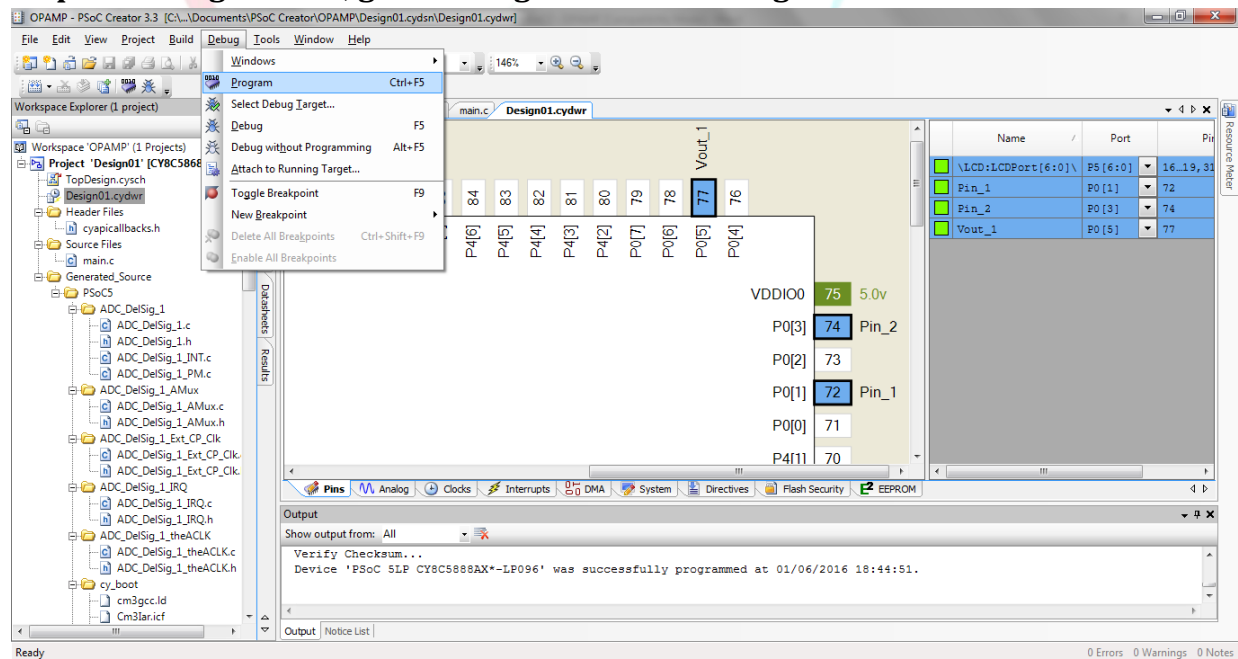 OPAMP - PSoC Creator 3.3 [C:\...\Documents\PSoC Creator\OPAMP\Design01.cydsn\Design01.cydwr]
File Edit View Project Build Debug Tools Window Help
146%
Windows
Program Ctrl+F5
Select Debug Target...
Debug F5
Debug without Programming Alt+F5
Attach to Running Target...
Toggle Breakpoint F9
New Breakpoint
Delete All Breakpoints Ctrl+Shift+F9
Enable All Breakpoints
Workspace Explorer (1 project)
Workspace 'OPAMP' (1 Projects)
Project 'Design01' [CY8C5868
TopDesign.cysch
Design01.cydwr
Header Files
cyapicallbacks.h
Source Files
main.c
Generated_Source
PSoC5
ADC_DelSig_1
ADC_DelSig_1.c
ADC_DelSig_1.h
ADC_DelSig_1_INT.c
ADC_DelSig_1_PM.c
ADC_DelSig_1_AMux
ADC_DelSig_1_AMux.c
ADC_DelSig_1_AMux.h
ADC_DelSig_1_Ext_CP_Clk
ADC_DelSig_1_Ext_CP_Clk.
ADC_DelSig_1_Ext_CP_Clk.
ADC_DelSig_1_IRQ
ADC_DelSig_1_IRQ.c
ADC_DelSig_1_IRQ.h
ADC_DelSig_1_theACLK
ADC_DelSig_1_theACLK.c
ADC_DelSig_1_theACLK.h
cy_boot
cm3gcc.ld
Cm3Iar.icf
Datasheets
Results
main.c Design01.cydwr
Vout_1
84 83 82 81 80 79 78 77 76
P4[6] P4[5] P4[4] P4[3] P4[2] P0[7] P0[6] P0[5] P0[4]
VDDIO0 75 5.0v
P0[3] 74 Pin_2
P0[2] 73
P0[1] 72 Pin_1
P0[0] 71
P4[1] 70
Name / Port Pin
\LCD:LCDPort[6:0]\ P5[6:0] 16..19,31
Pin_1 P0[1] 72
Pin_2 P0[3] 74
Vout_1 P0[5] 77
Resource Meter
Pins Analog Clocks Interrupts DMA System Directives Flash Security EEPROM
Output
Show output from: All
Verify Checksum...
Device 'PSoC 5LP CY8C5888AX*-LP096' was successfully programmed at 01/06/2016 18:44:51.
Output Notice List
Ready 0 Errors 0 Warnings 0 Notes